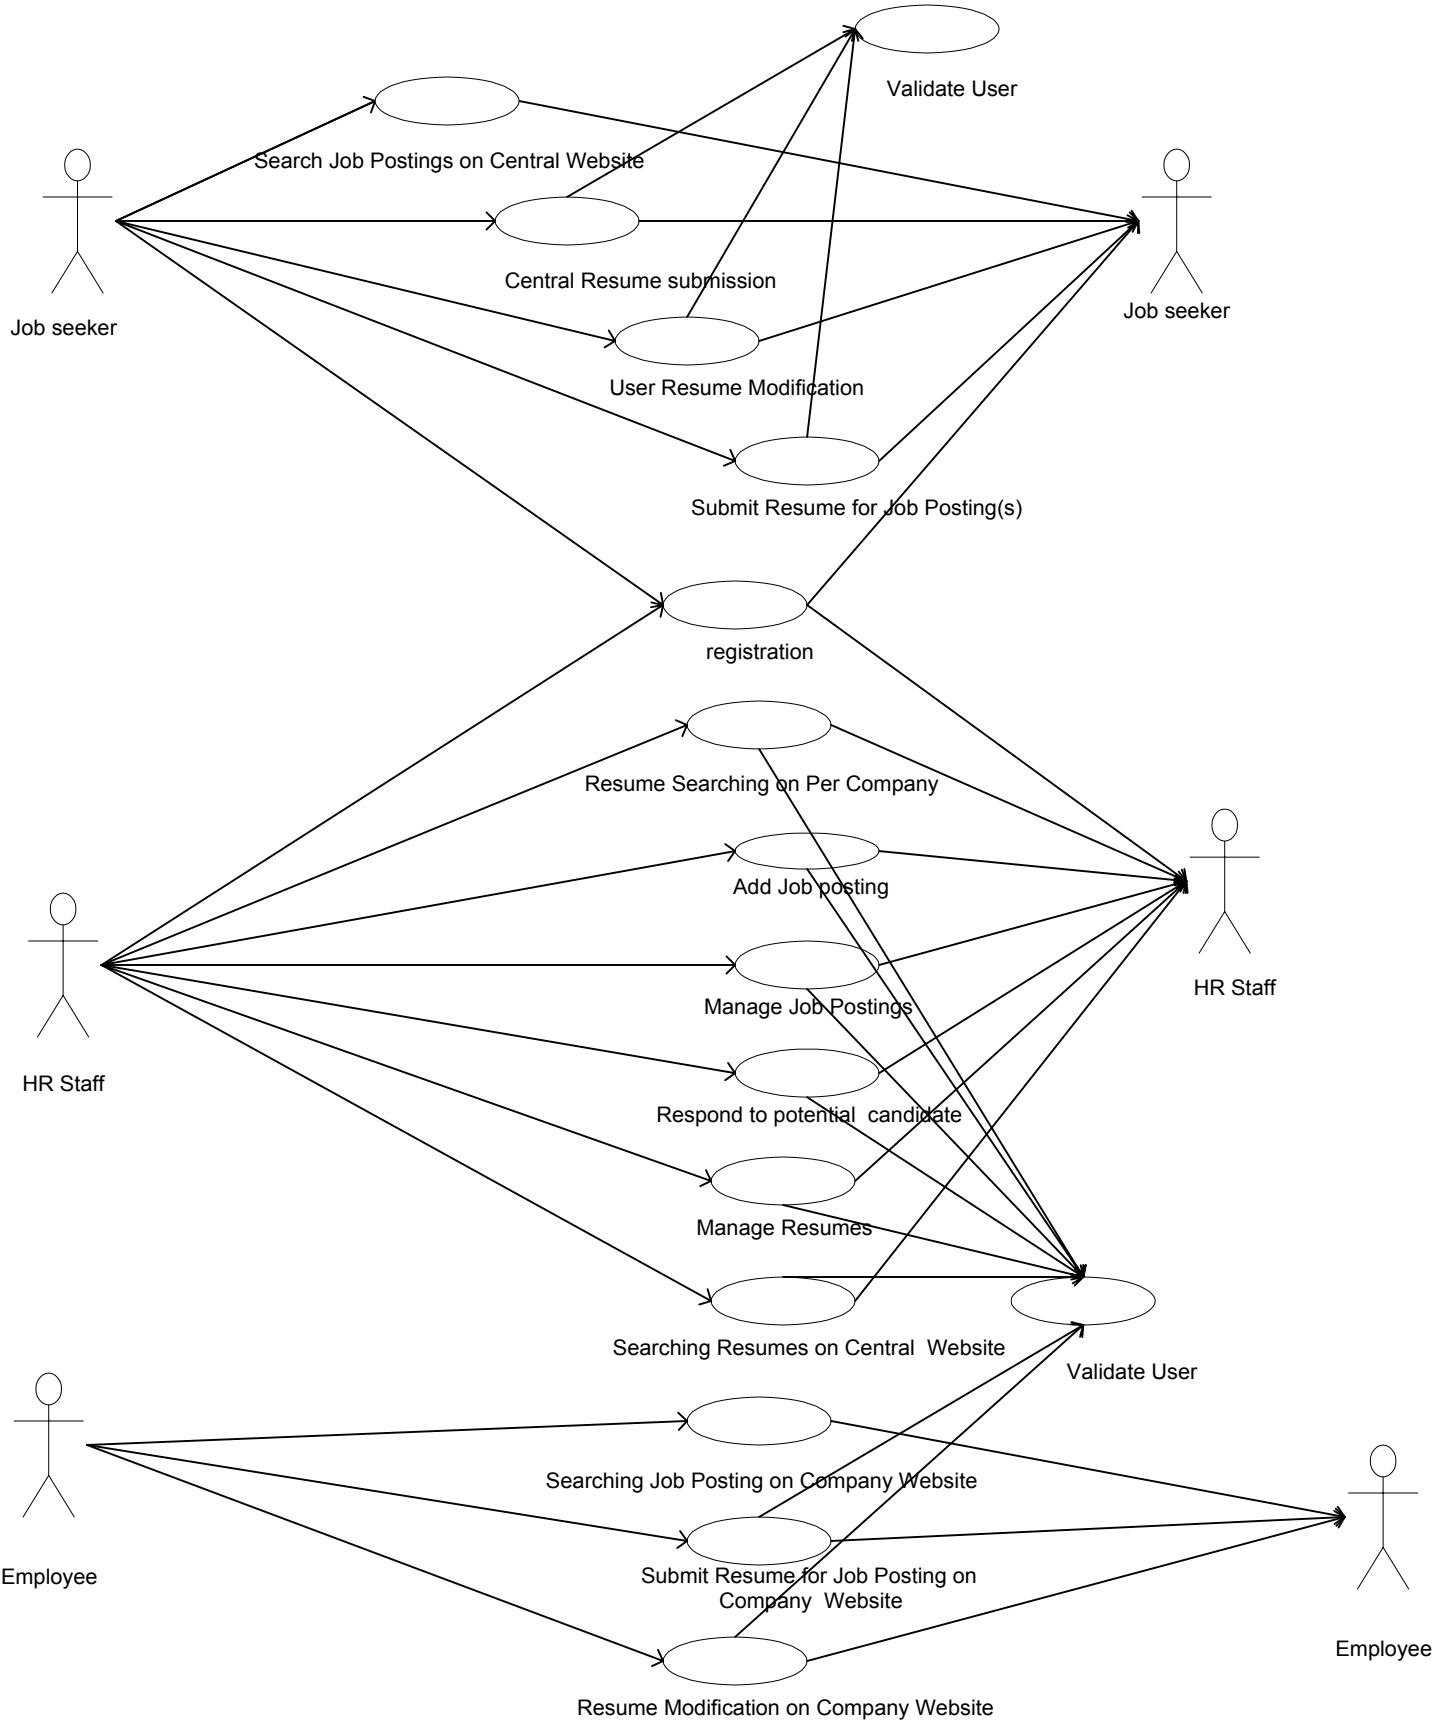 Validate User
Search Job Postings on Central Website
Central Resume submission
Job seeker
Job seeker
User Resume Modification
Submit Resume for Job Posting(s)
registration
Resume Searching on Per Company
Add Job posting
HR Staff
Manage Job Postings
HR Staff
Respond to potential  candidate
Manage Resumes
Searching Resumes on Central  Website
Validate User
Searching Job Posting on Company Website
Employee
Submit Resume for Job Posting on
Company  Website
Employee
Resume Modification on Company Website